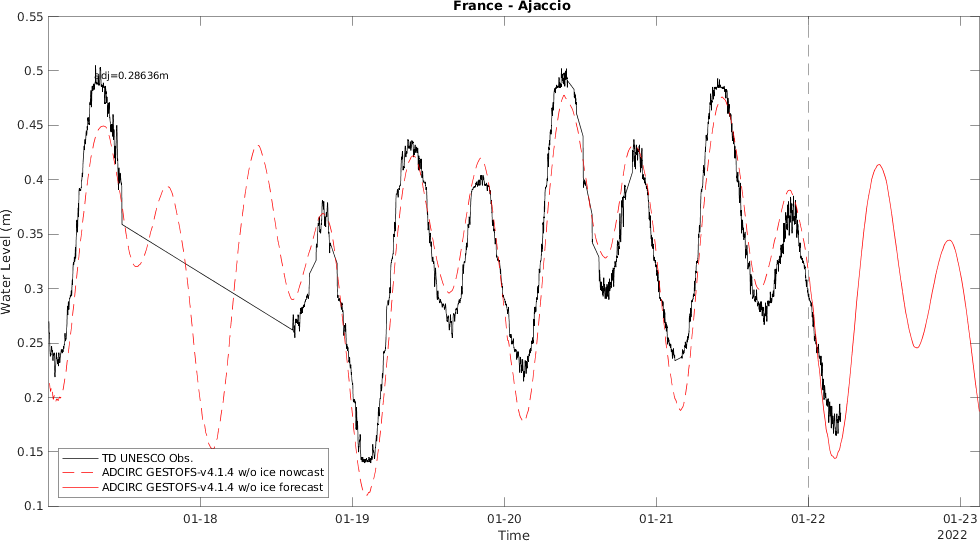 France - Ajaccio
adj=0.28636m
0.55
0.5
0.45
0.4
0.35
0.3
0.25
0.2
0.15
0.1
Water Level (m)
TD UNESCO Obs.
ADCIRC GESTOFS-v4.1.4 w/o ice nowcast
ADCIRC GESTOFS-v4.1.4 w/o ice forecast
01-18
01-19
01-20
01-21
01-22
01-23
Time
2022